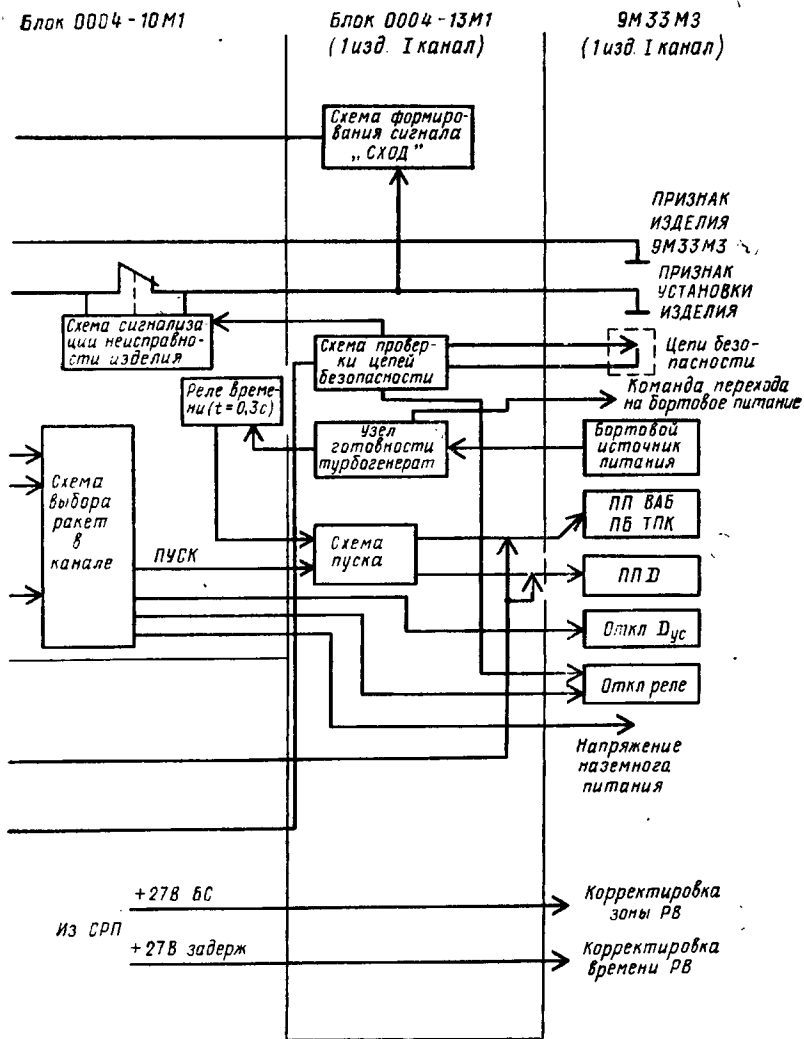 Блок 0004-10М1
Блок 0004-13М1
(1изд. I канал)
9М33М3
(1изд. I канал)
Схема формиро-
вания сигнала
„СХОД"
ПРИЗНАК
ИЗДЕЛИЯ
9М33М3
ПРИЗНАК
УСТАНОВКИ
ИЗДЕЛИЯ
Схема сигнализа-
ции неисправно-
сти изделия
Схема провер-
ки цепей
безопасности
Цепи безо-
пасности
Команда перехода
на бортовое питание
Реле време-
ни (t=0,3с)
Узел
готовности
турбогенерат
Бортовой
источник
питания
Схема
выбора
ракет
в
канале
ПУСК
Схема
пуска
ПП ВАБ
ПБ ТПК
ПП D
Откл Dус
Откл реле
Напряжение
наземного
питания
Из СРП
+27В БС
Корректировка
зоны РВ
+27В задерж
Корректировка
времени РВ